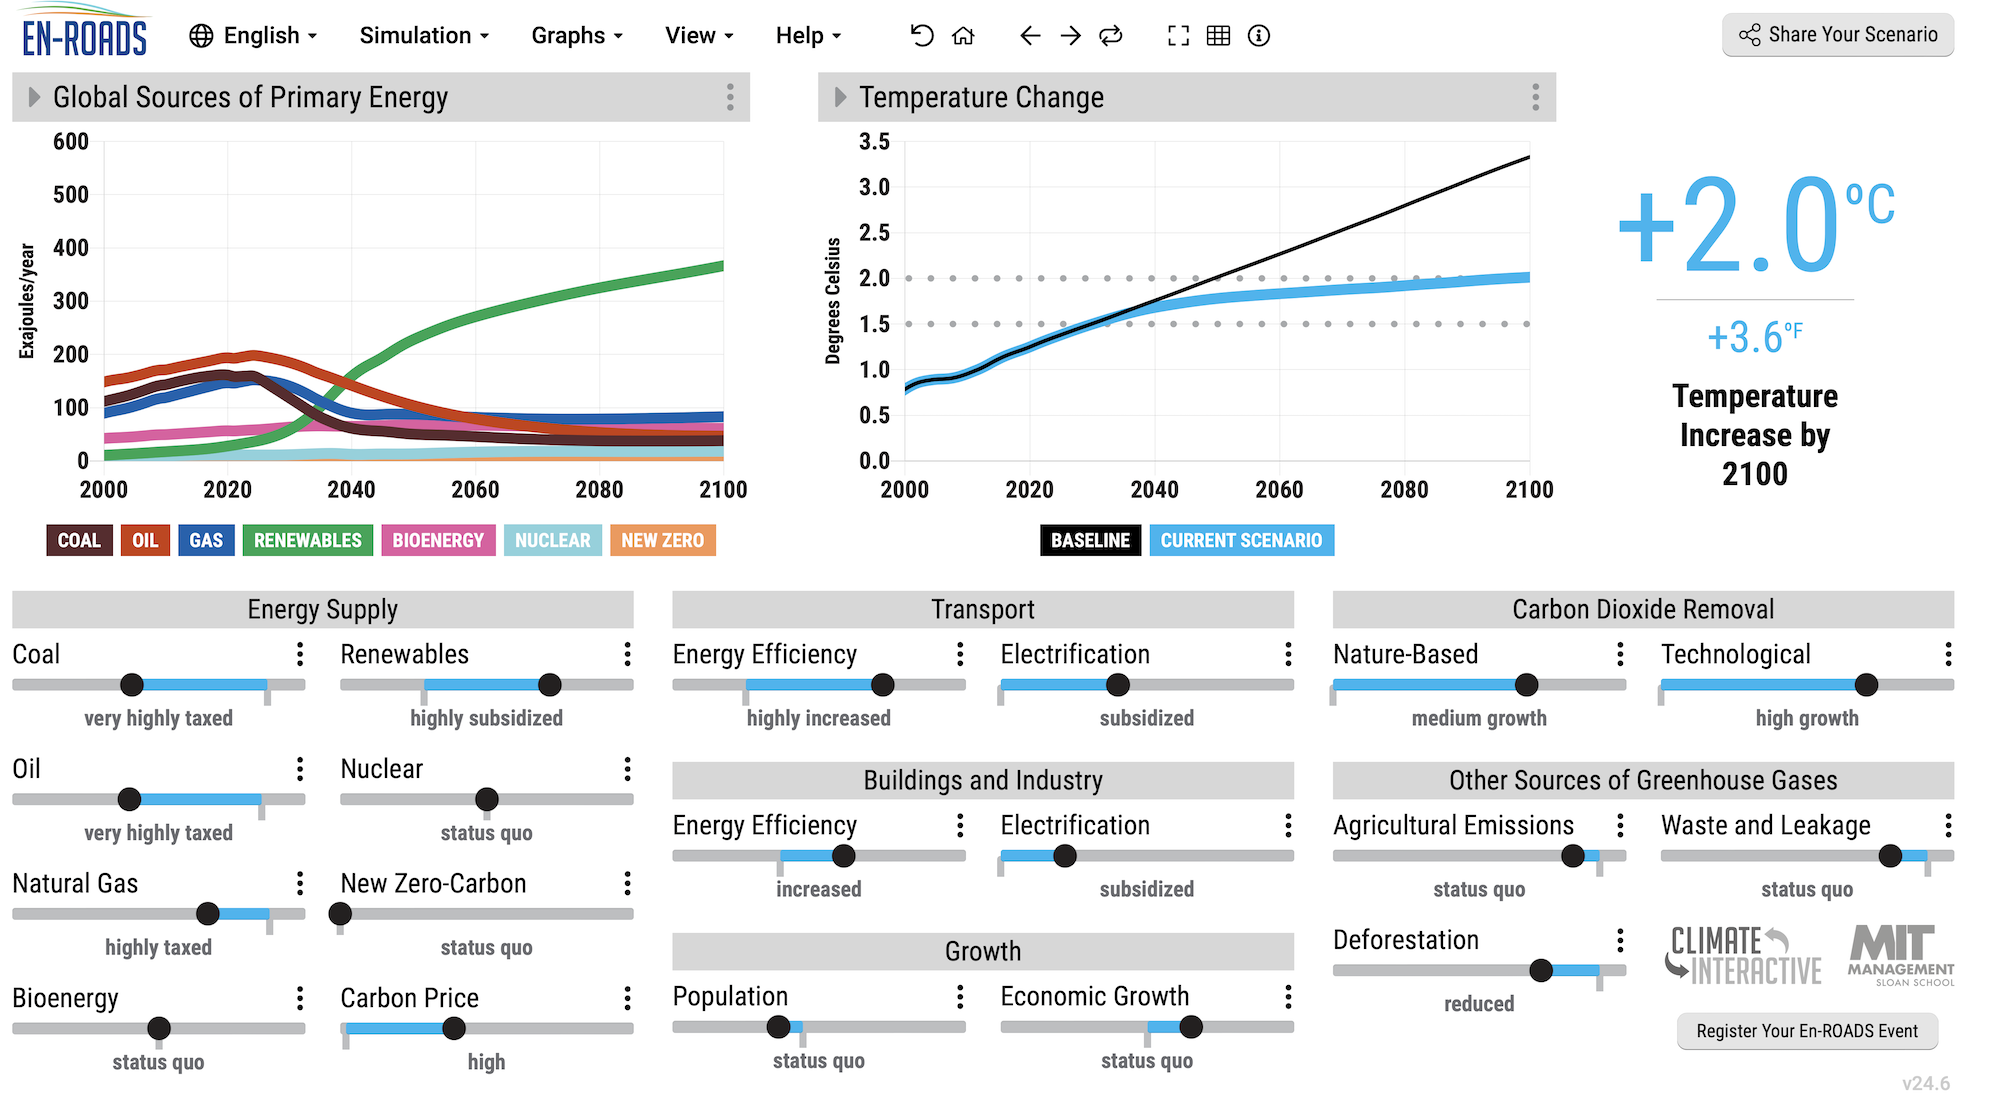 EN-ROADS
English
Simulation
Graphs
View
Help
Share Your Scenario
Global Sources of Primary Energy
600
500
400
300
200
100
0
Exajoules/year
2000 2020 2040 2060 2080 2100
COAL OIL GAS RENEWABLES BIOENERGY NUCLEAR NEW ZERO
Temperature Change
3.5
3.0
2.5
2.0
1.5
1.0
0.5
0.0
Degrees Celsius
2000 2020 2040 2060 2080 2100
BASELINE CURRENT SCENARIO
+2.0°C
+3.6°F
Temperature
Increase by
2100
Energy Supply
Coal
very highly taxed
Renewables
highly subsidized
Oil
very highly taxed
Nuclear
status quo
Natural Gas
highly taxed
New Zero-Carbon
status quo
Bioenergy
status quo
Carbon Price
high
Transport
Energy Efficiency
highly increased
Electrification
subsidized
Buildings and Industry
Energy Efficiency
increased
Electrification
subsidized
Growth
Population
status quo
Economic Growth
status quo
Carbon Dioxide Removal
Nature-Based
medium growth
Technological
high growth
Other Sources of Greenhouse Gases
Agricultural Emissions
status quo
Waste and Leakage
status quo
Deforestation
reduced
CLIMATE
INTERACTIVE
MIT
MANAGEMENT
SLOAN SCHOOL
Register Your En-ROADS Event
v24.6